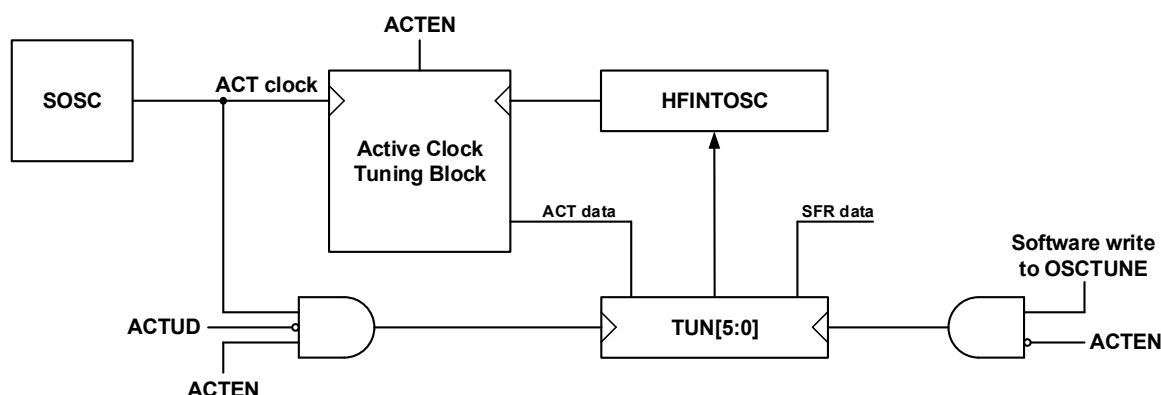 ACTEN
SOSC
ACT clock
HFINTOSC
Active Clock
Tuning Block
ACT data
SFR data
Software write
to OSCTUNE
ACTUD
TUN[5:0]
ACTEN
ACTEN